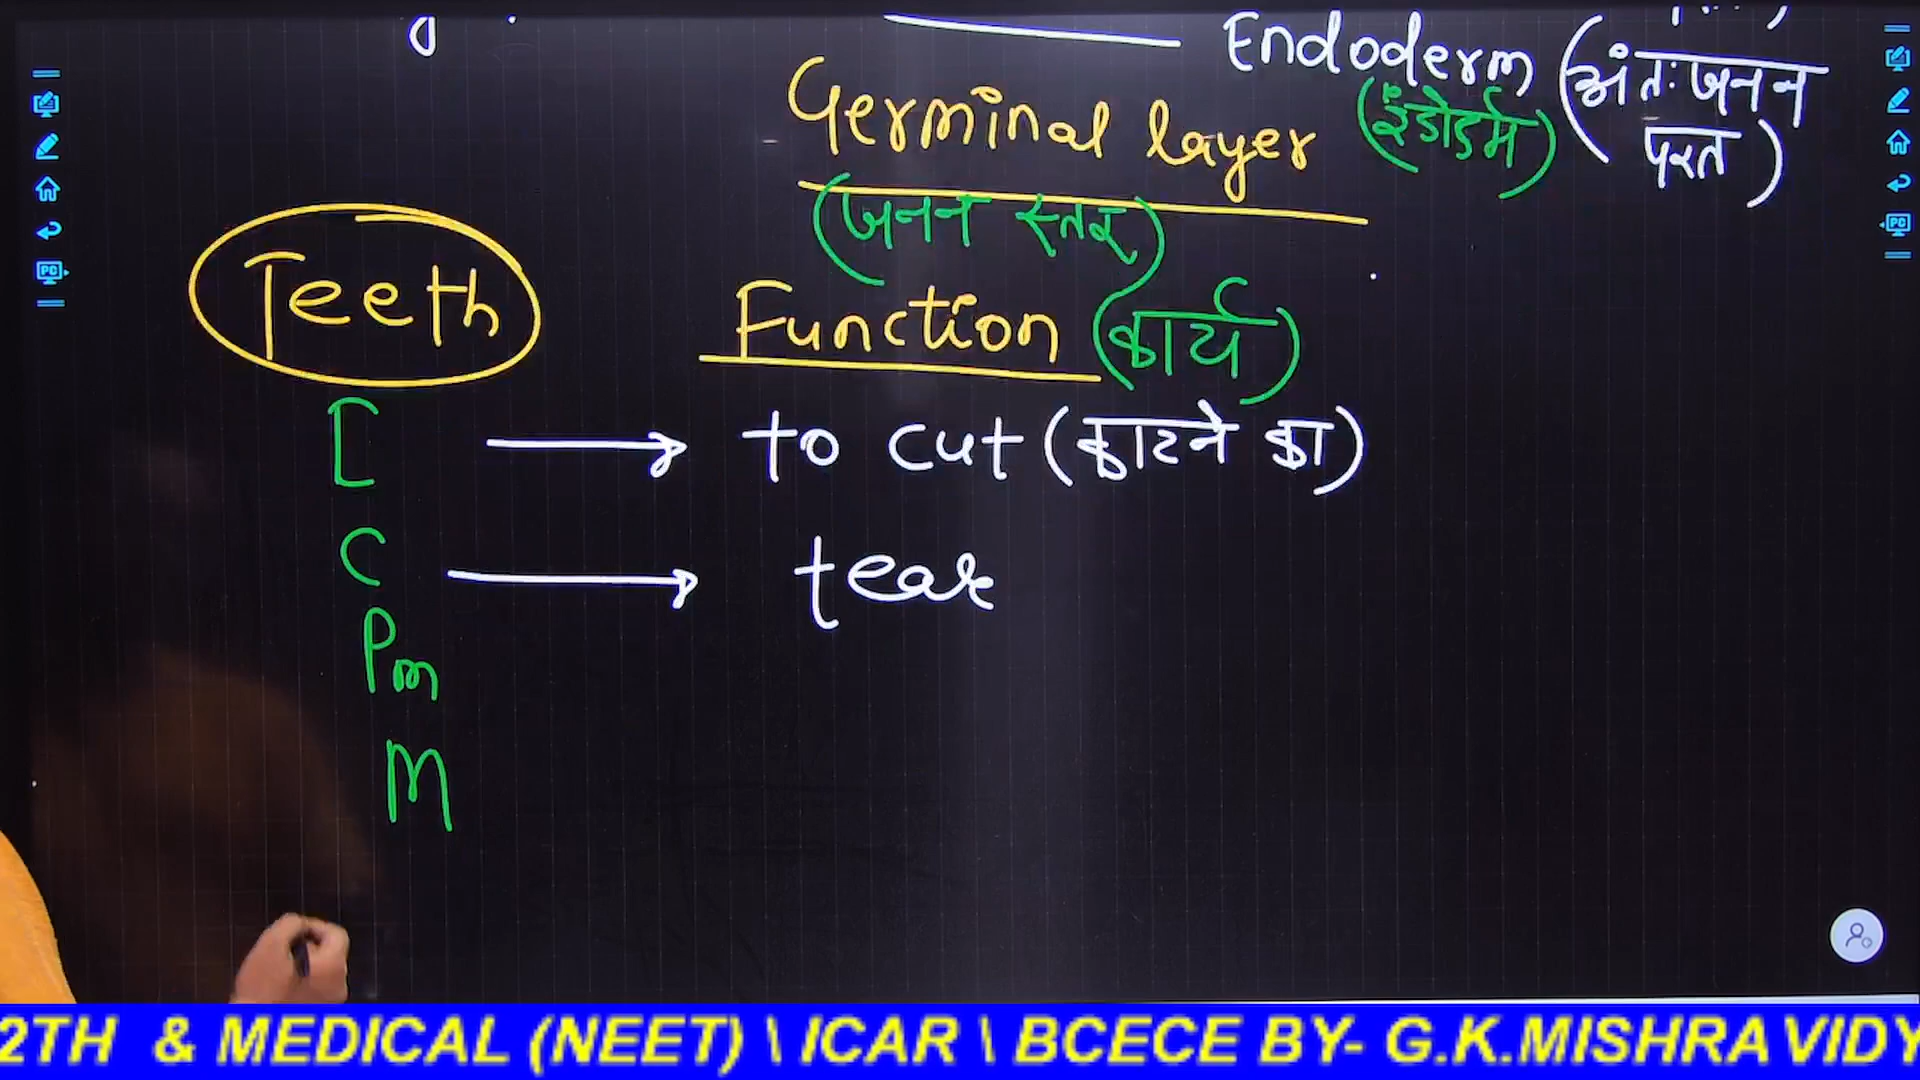 Endoderm (अंतः जनन
परत)
(इंडोडर्म)
Germinal layer
(जनन स्तर)
Teeth
Function (कार्य)
I → to cut (काटने का)
C → tear
Pm
M
2TH & MEDICAL (NEET) \ ICAR \ BCECE BY- G.K.MISHRA VIDY